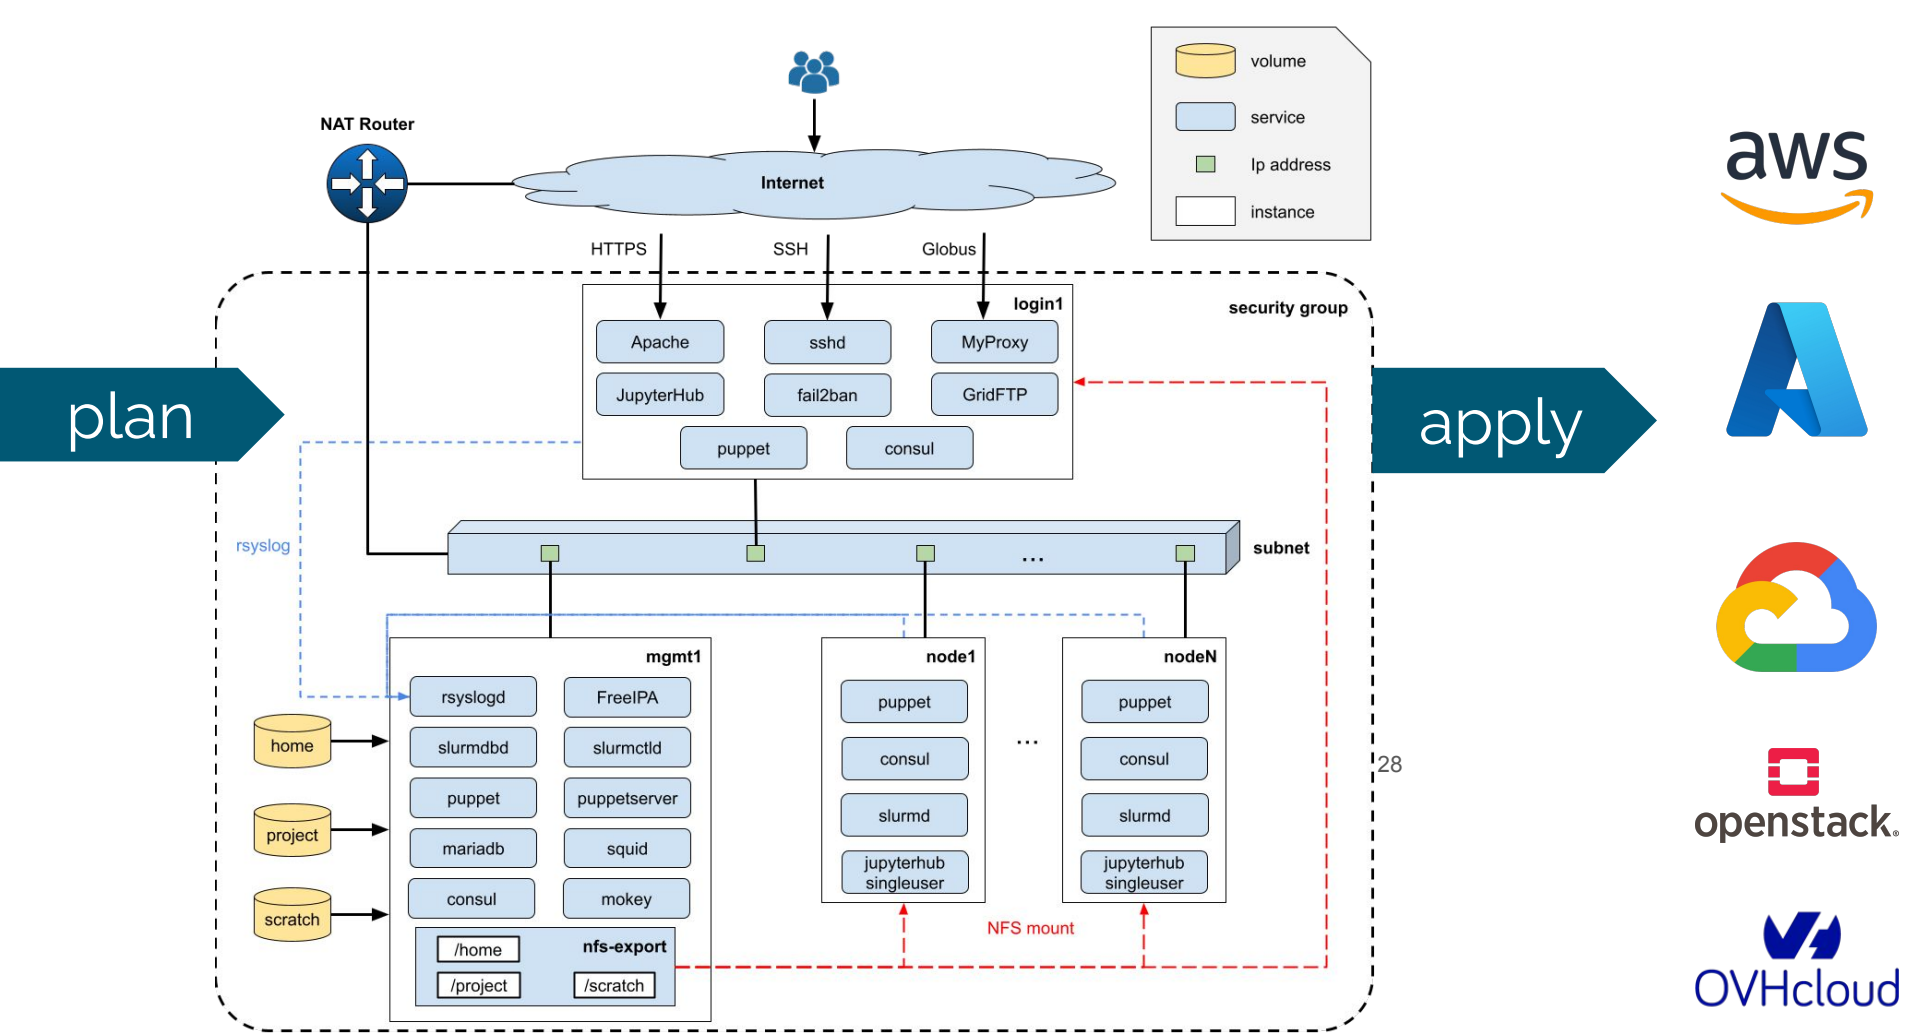 volume
service
Ip address
instance
NAT Router
Internet
HTTPS
SSH
Globus
security group
login1
Apache
sshd
MyProxy
JupyterHub
fail2ban
GridFTP
puppet
consul
plan
apply
rsyslog
subnet
...
mgmt1
rsyslogd
FreeIPA
slurmdbd
slurmctld
puppet
puppetserver
mariadb
squid
consul
mokey
nfs-export
/home
/project
/scratch
home
project
scratch
node1
puppet
consul
slurmd
jupyterhub
singleuser
...
nodeN
puppet
consul
slurmd
jupyterhub
singleuser
NFS mount
28
aws
openstack.
OVHcloud